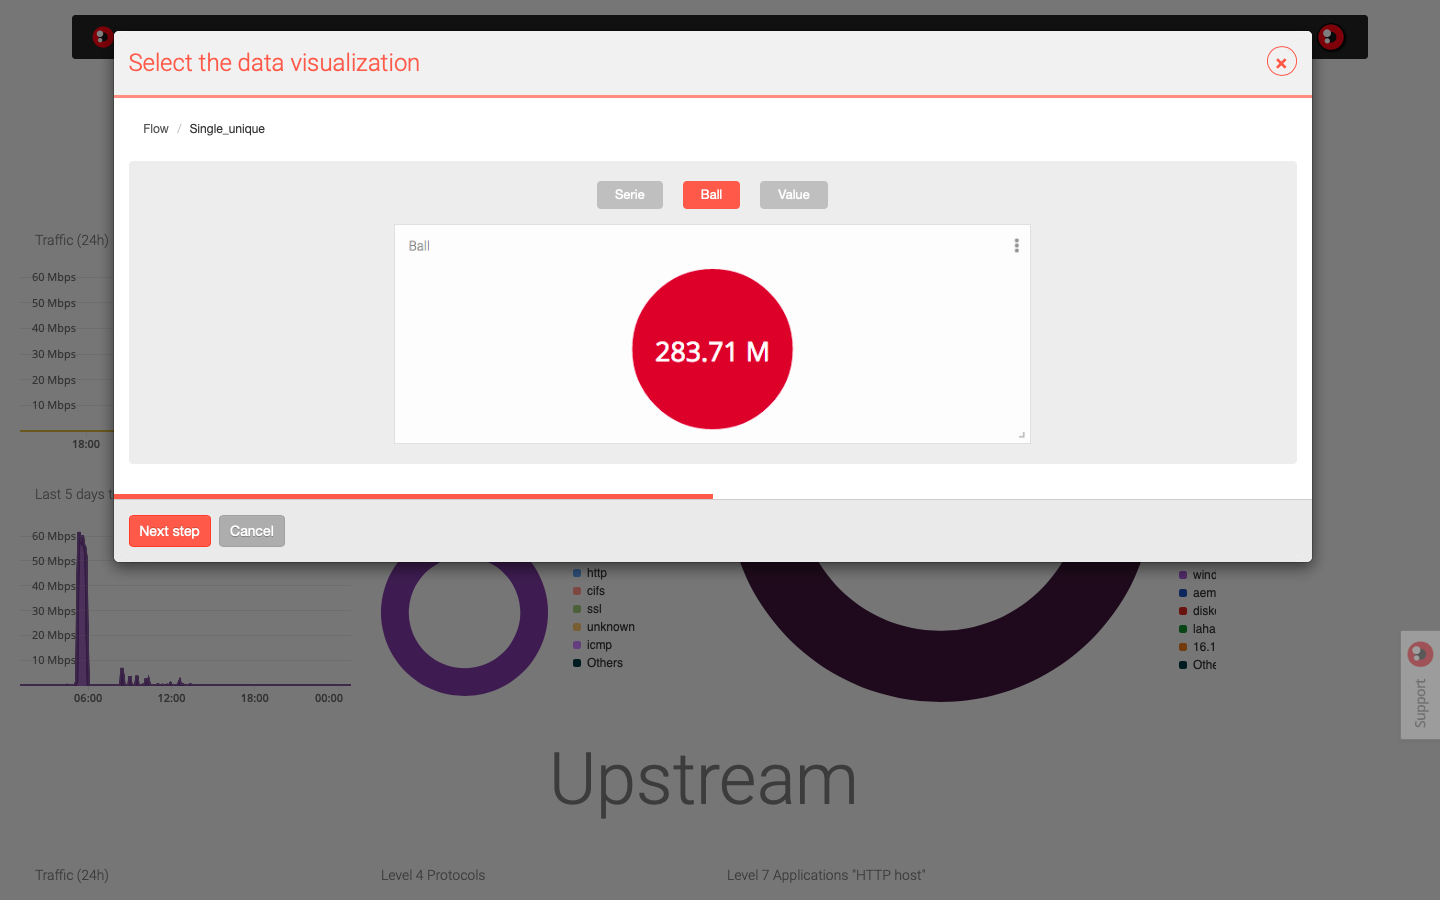 Select the data visualization
Flow / Single_unique
Serie
Ball
Value
Ball
283.71 M
Next step
Cancel
Traffic (24h)
60 Mbps
50 Mbps
40 Mbps
30 Mbps
20 Mbps
10 Mbps
18:00
Last 5 days t
60 Mbps
50 Mbps
40 Mbps
30 Mbps
20 Mbps
10 Mbps
06:00 12:00 18:00 00:00
http
cifs
ssl
unknown
icmp
Others
wind
aem
disk
laha
16.1
Othe
Support
Upstream
Traffic (24h)
Level 4 Protocols
Level 7 Applications "HTTP host"